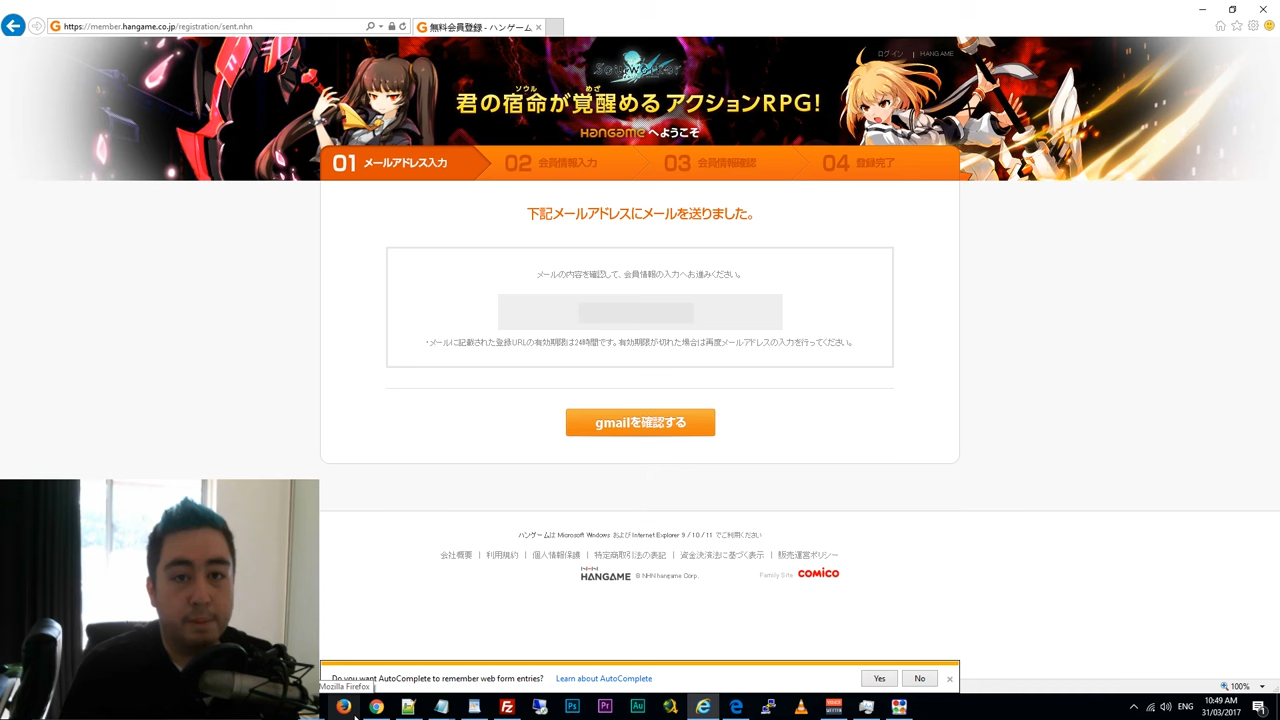 https://member.hangame.co.jp/registration/sent.nhn
無料会員登録 - ハンゲーム
ログイン | HANGAME
Soulworker
ソウル
めざ
君の宿命が覚醒めるアクションRPG!
HANGAMEへようこそ
01 メールアドレス入力
02 会員情報入力
03 会員情報確認
04 登録完了
下記メールアドレスにメールを送りました。
メールの内容を確認して、会員情報の入力へお進みください。
・メールに記載された登録URLの有効期限は24時間です。有効期限が切れた場合は再度メールアドレスの入力を行ってください。
gmailを確認する
ハンゲームは Microsoft Windows および Internet Explorer 9 / 10 / 11 でご利用ください
会社概要 | 利用規約 | 個人情報保護 | 特定商取引法の表記 | 資金決済法に基づく表示 | 販売運営ポリシー
HANGAME © NHN hangame Corp.
Family Site comico
Do you want AutoComplete to remember web form entries?
Learn about AutoComplete
Yes
No
Mozilla Firefox
100%
ENG
10:49 AM
31/03/2017